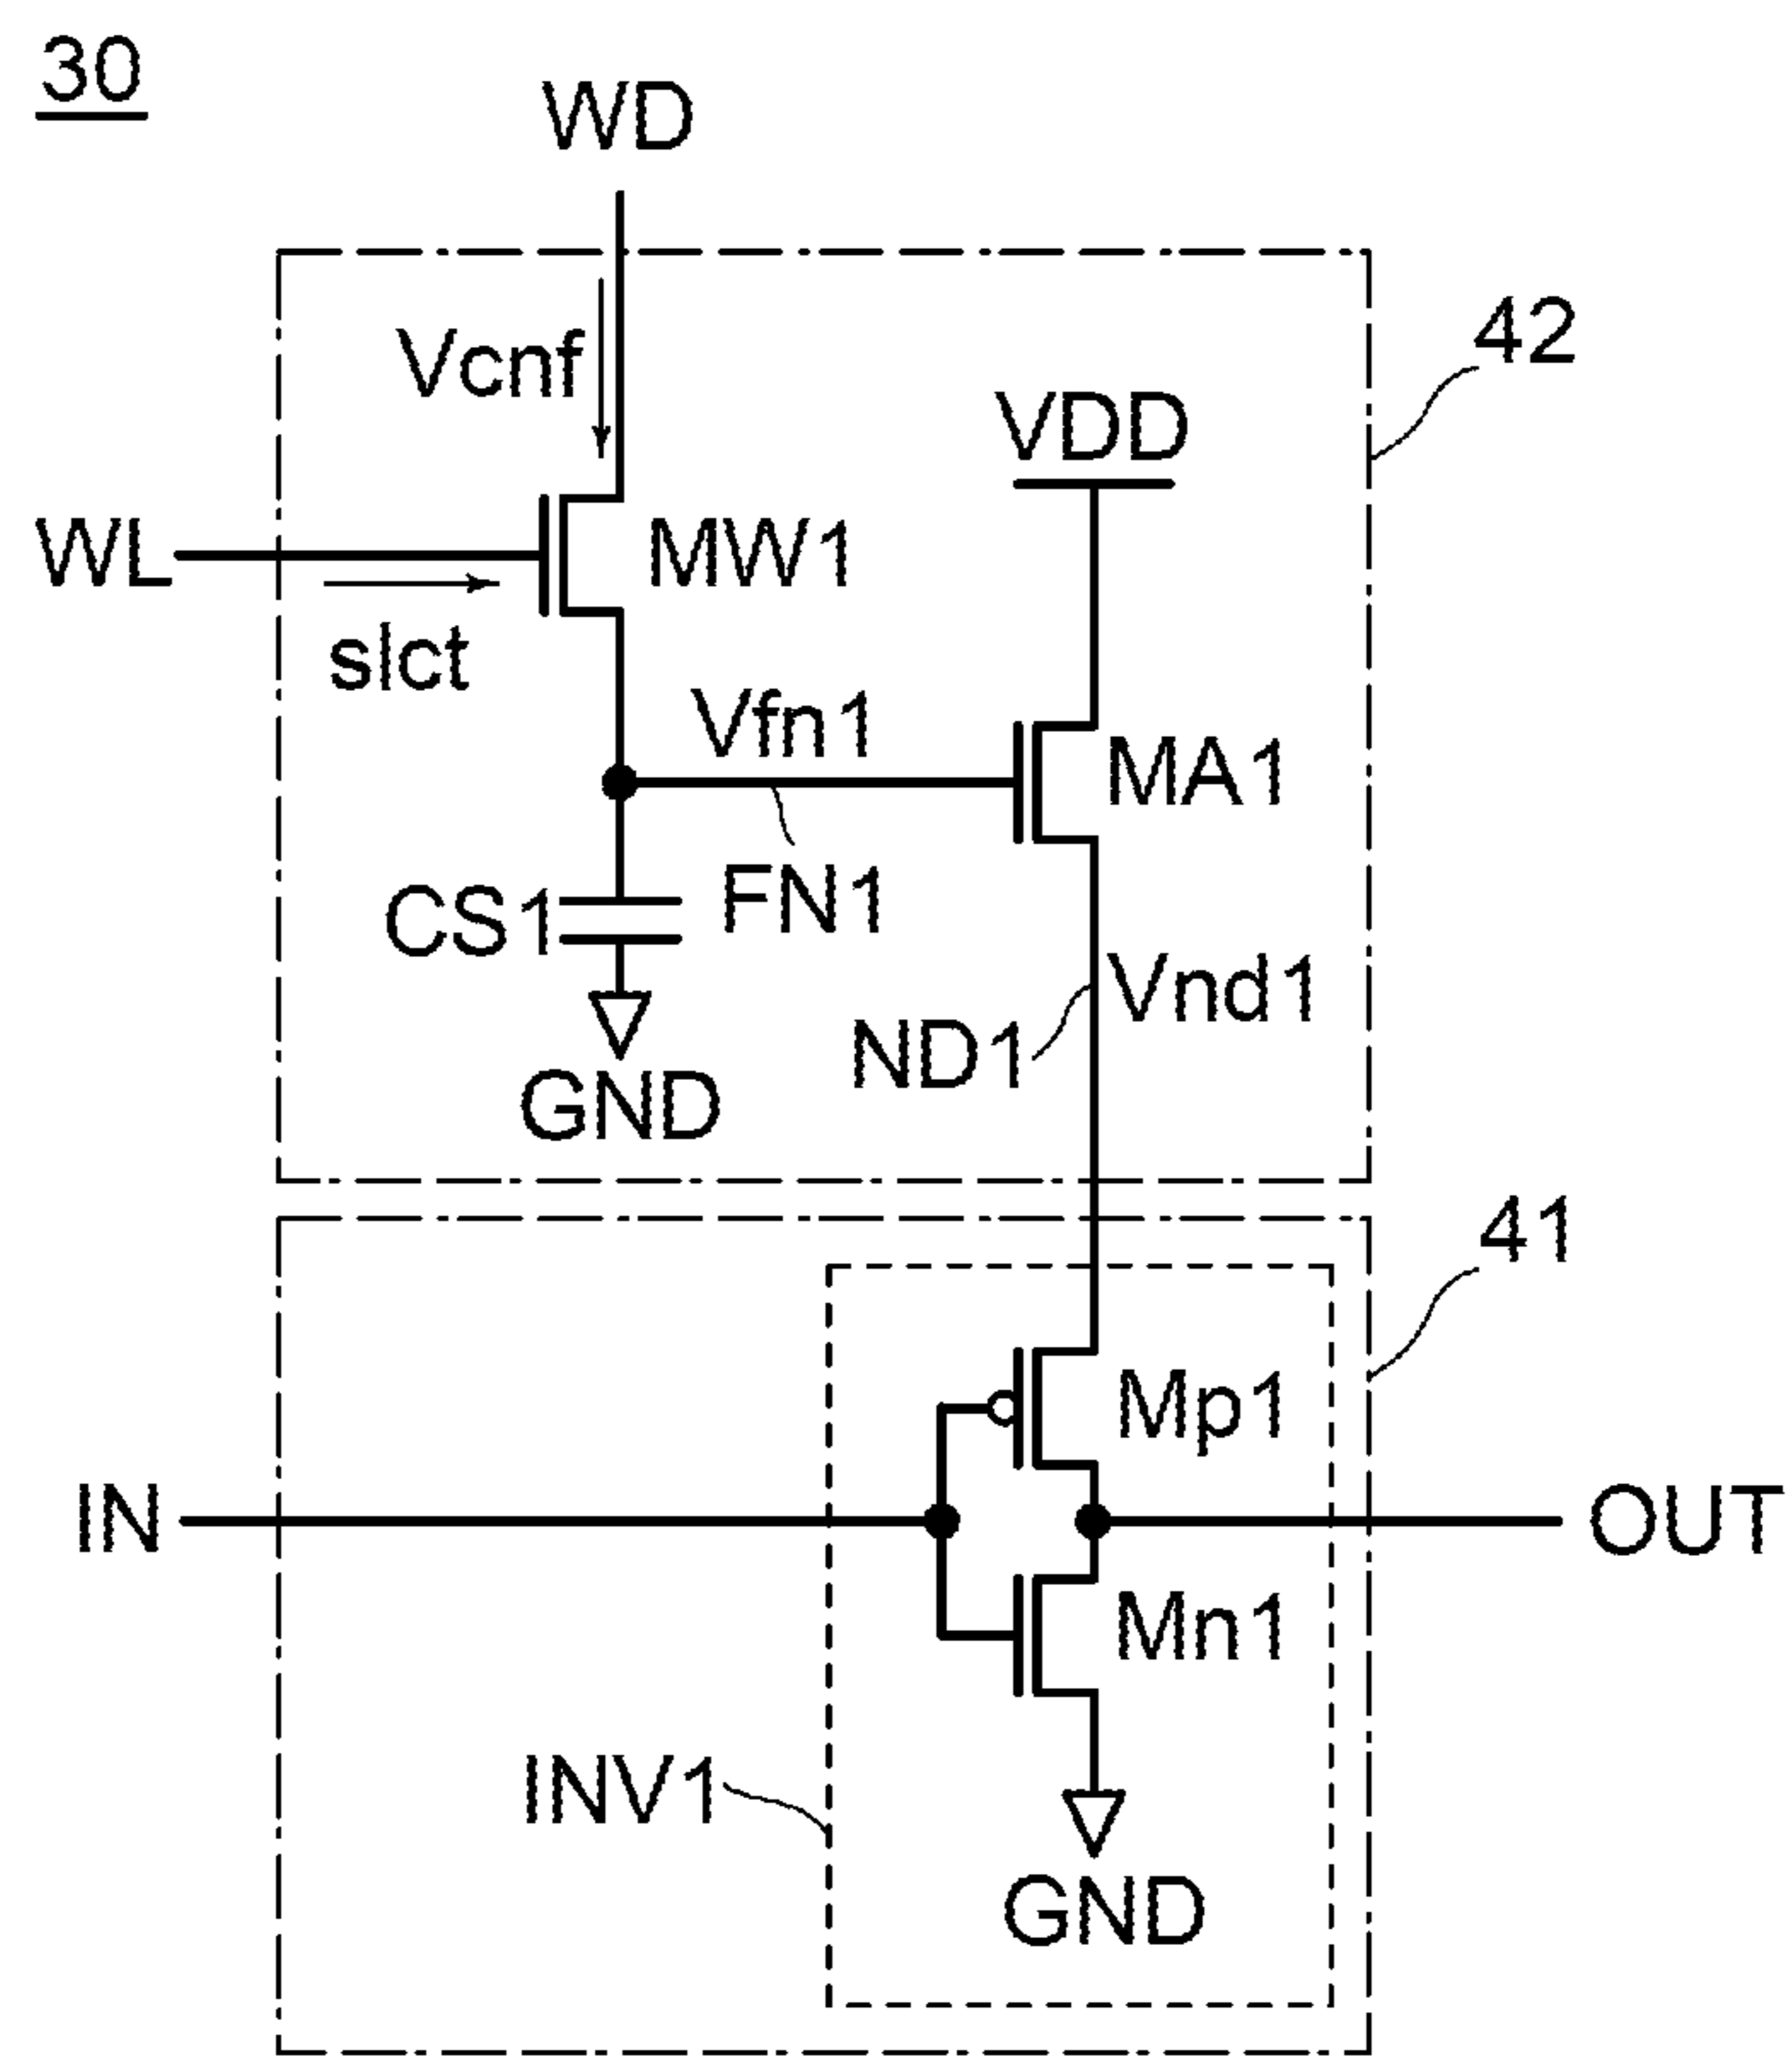 30
WD
Vcnf
42
VDD
WL
MW1
slct
Vfn1
MA1
CS1
FN1
Vnd1
ND1
GND
41
Mp1
IN
OUT
Mn1
INV1
GND